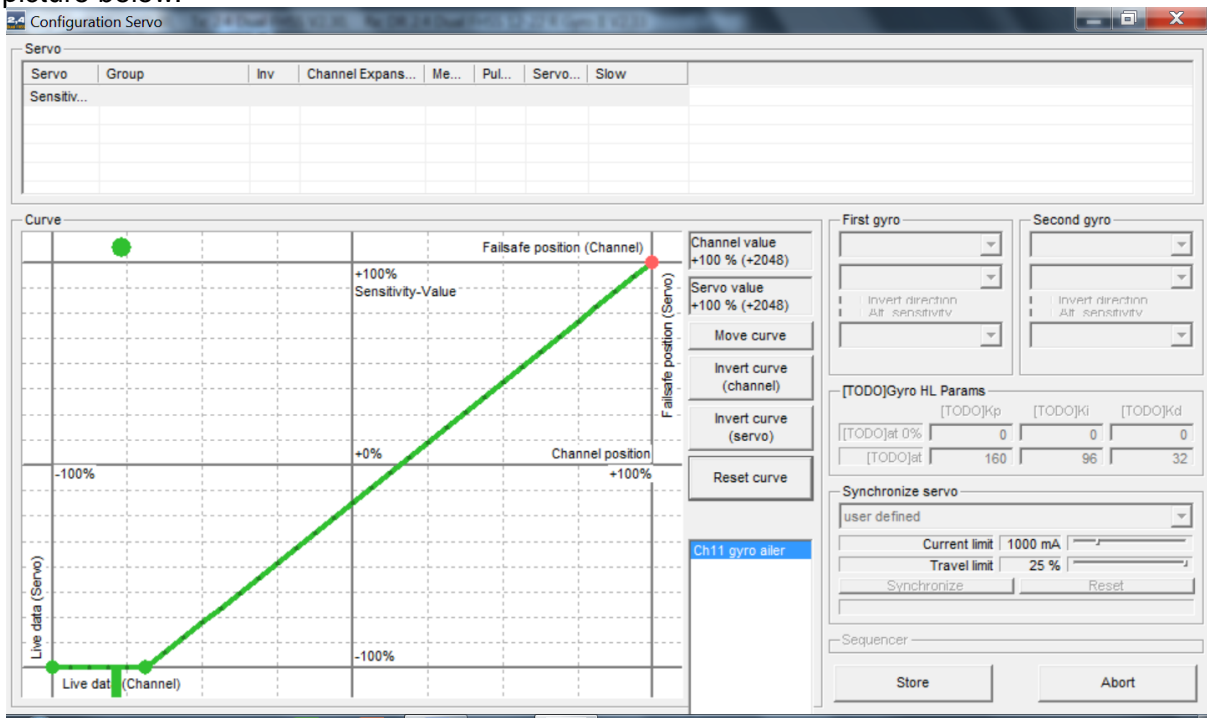 picture below.
Configuration Servo
Servo
Servo Group Inv Channel Expans... Me... Pul... Servo... Slow
Sensitiv...
Curve
Failsafe position (Channel)
+100%
Sensitivity-Value
Failsafe position (Servo)
+0%
Channel position
-100%
+100%
Live data (Servo)
-100%
Live data (Channel)
Channel value
+100 % (+2048)
Servo value
+100 % (+2048)
Move curve
Invert curve
(channel)
Invert curve
(servo)
Reset curve
Ch11 gyro ailer
First gyro
Invert direction
Alt. sensitivity
Second gyro
Invert direction
Alt. sensitivity
[TODO]Gyro HL Params
[TODO]Kp [TODO]Ki [TODO]Kd
[TODO]at 0% 0 0 0
[TODO]at 160 96 32
Synchronize servo
user defined
Current limit 1000 mA
Travel limit 25 %
Synchronize Reset
Sequencer
Store Abort